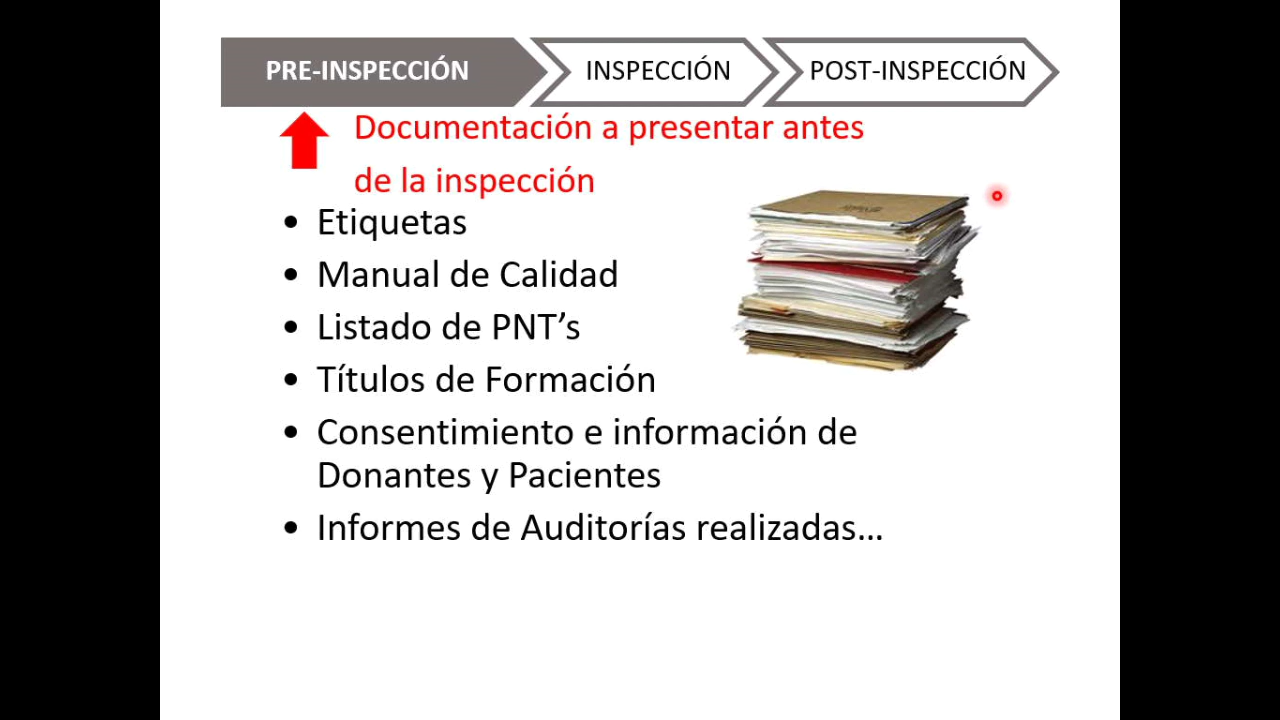 PRE-INSPECCIÓN
INSPECCIÓN
POST-INSPECCIÓN
Documentación a presentar antes
de la inspección
• Etiquetas
• Manual de Calidad
• Listado de PNT’s
• Títulos de Formación
• Consentimiento e información de
Donantes y Pacientes
• Informes de Auditorías realizadas...